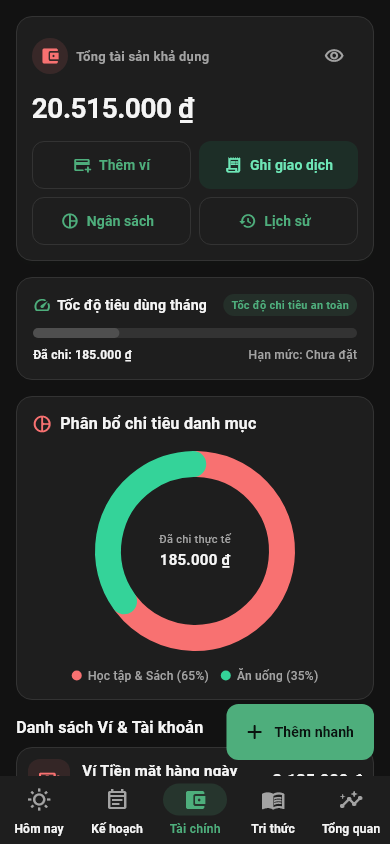 Tổng tài sản khả dụng
20.515.000 ₫
Thêm ví
Ghi giao dịch
Ngân sách
Lịch sử
Tốc độ tiêu dùng tháng
Tốc độ chi tiêu an toàn
Đã chi: 185.000 ₫
Hạn mức: Chưa đặt
Phân bổ chi tiêu danh mục
Đã chi thực tế
185.000 ₫
Học tập & Sách (65%)
Ăn uống (35%)
Danh sách Ví & Tài khoản
Thêm nhanh
Ví Tiền mặt hàng ngày
Hôm nay
Kế hoạch
Tài chính
Tri thức
Tổng quan